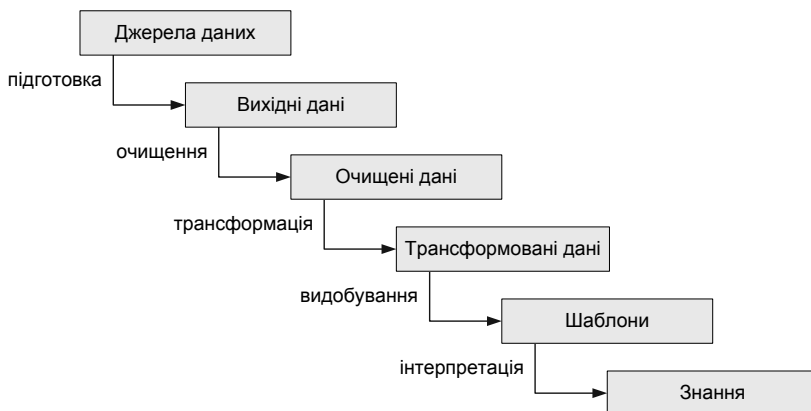 Джерела даних
підготовка
Вихідні дані
очищення
Очищені дані
трансформація
Трансформовані дані
видобування
Шаблони
інтерпретація
Знання